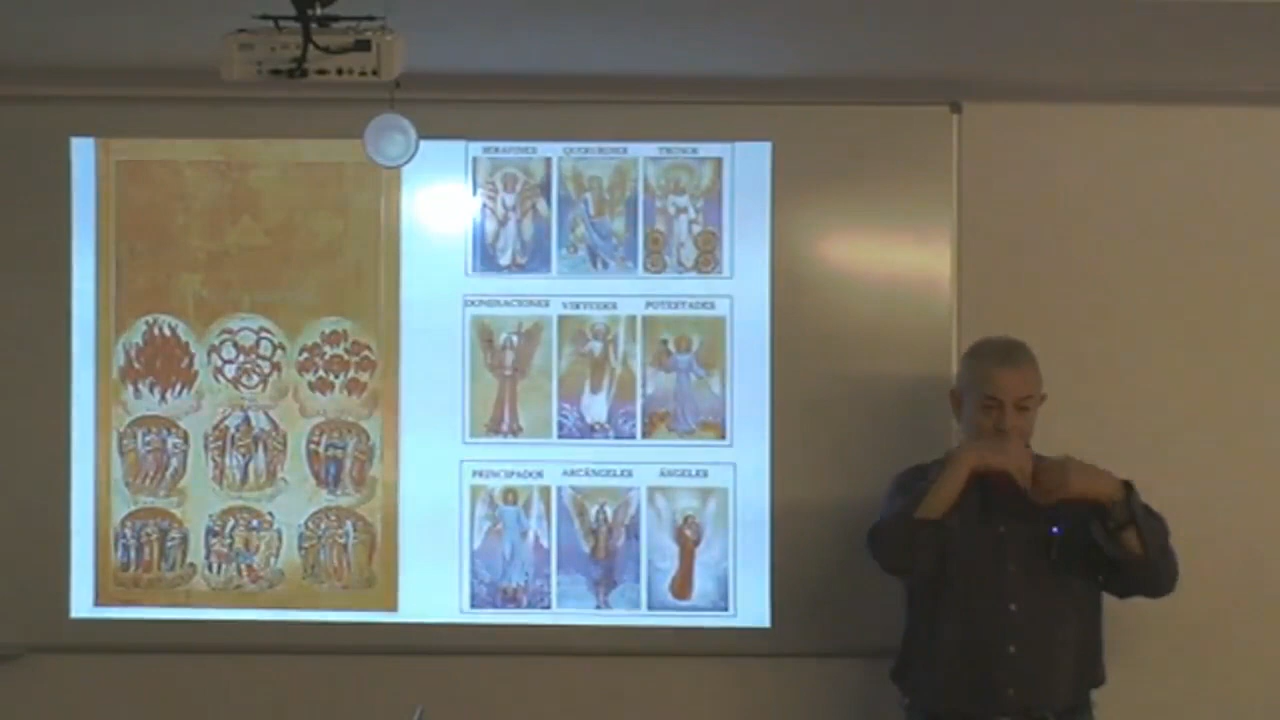 SERAFINES QUERUBINES TRONOS
DOMINACIONES VIRTUDES POTESTADES
PRINCIPADOS ARCÁNGELES ÁNGELES